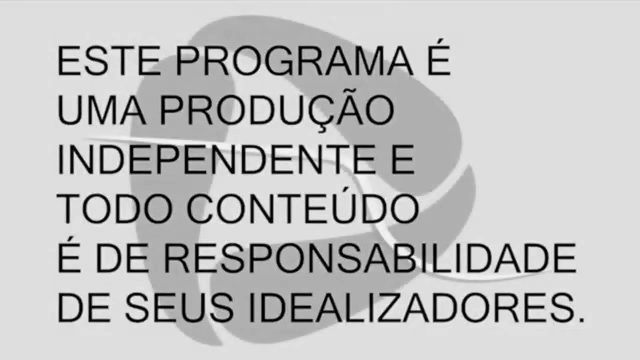 ESTE PROGRAMA É
UMA PRODUÇÃO
INDEPENDENTE E
TODO CONTEÚDO
É DE RESPONSABILIDADE
DE SEUS IDEALIZADORES.